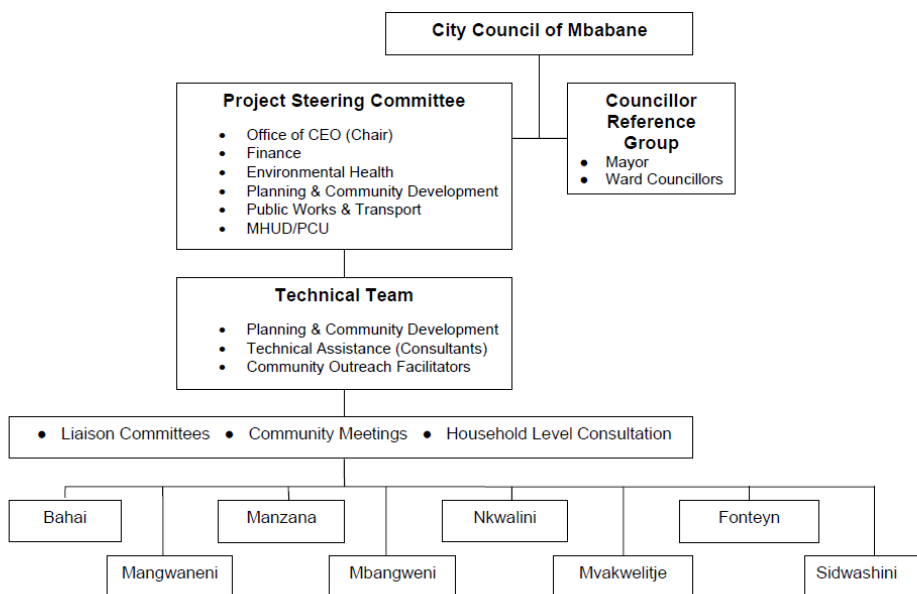 City Council of Mbabane
Project Steering Committee
● Office of CEO (Chair)
● Finance
● Environmental Health
● Planning & Community Development
● Public Works & Transport
● MHUD/PCU
Councillor
Reference
Group
● Mayor
● Ward Councillors
Technical Team
● Planning & Community Development
● Technical Assistance (Consultants)
● Community Outreach Facilitators
● Liaison Committees ● Community Meetings ● Household Level Consultation
Bahai
Manzana
Nkwalini
Fonteyn
Mangwaneni
Mbangweni
Mvakwelitje
Sidwashini